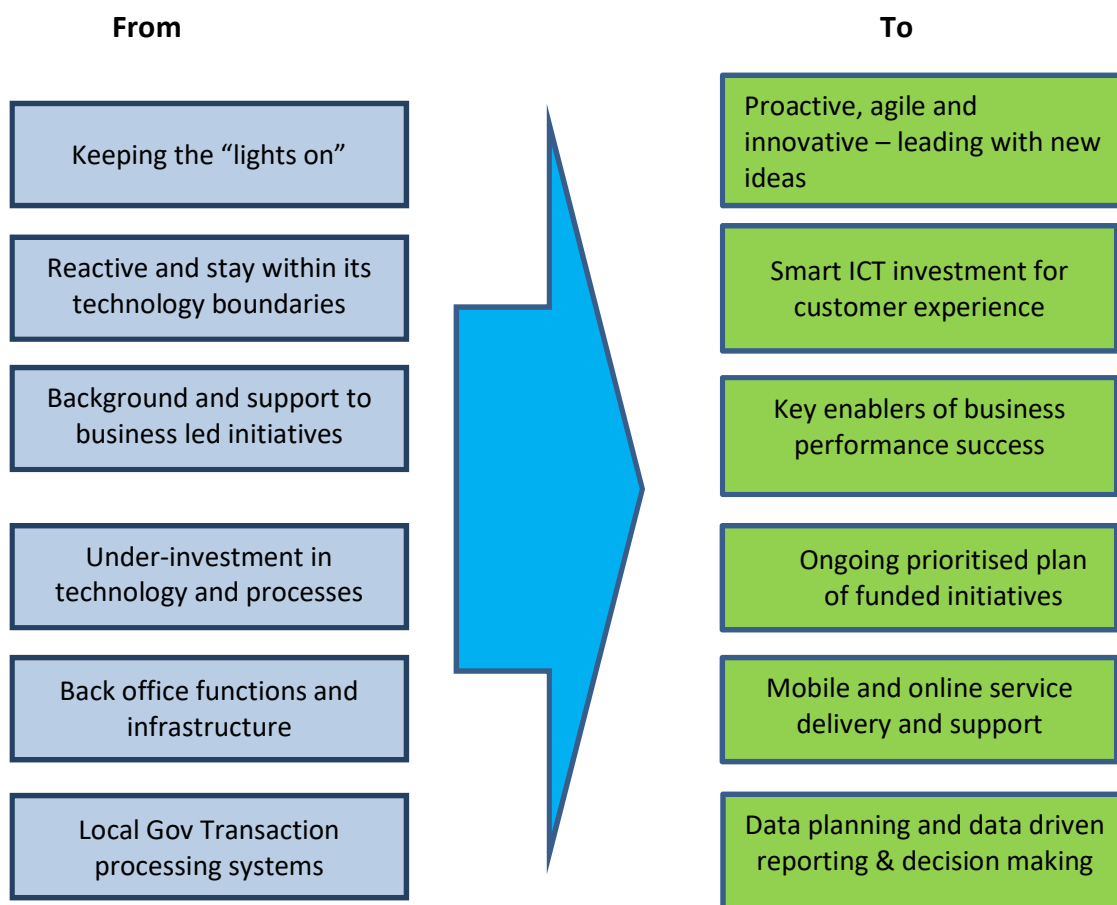 From
To
Keeping the “lights on”
Proactive, agile and
innovative – leading with new
ideas
Reactive and stay within its
technology boundaries
Smart ICT investment for
customer experience
Background and support to
business led initiatives
Key enablers of business
performance success
Under-investment in
technology and processes
Ongoing prioritised plan
of funded initiatives
Back office functions and
infrastructure
Mobile and online service
delivery and support
Local Gov Transaction
processing systems
Data planning and data driven
reporting & decision making